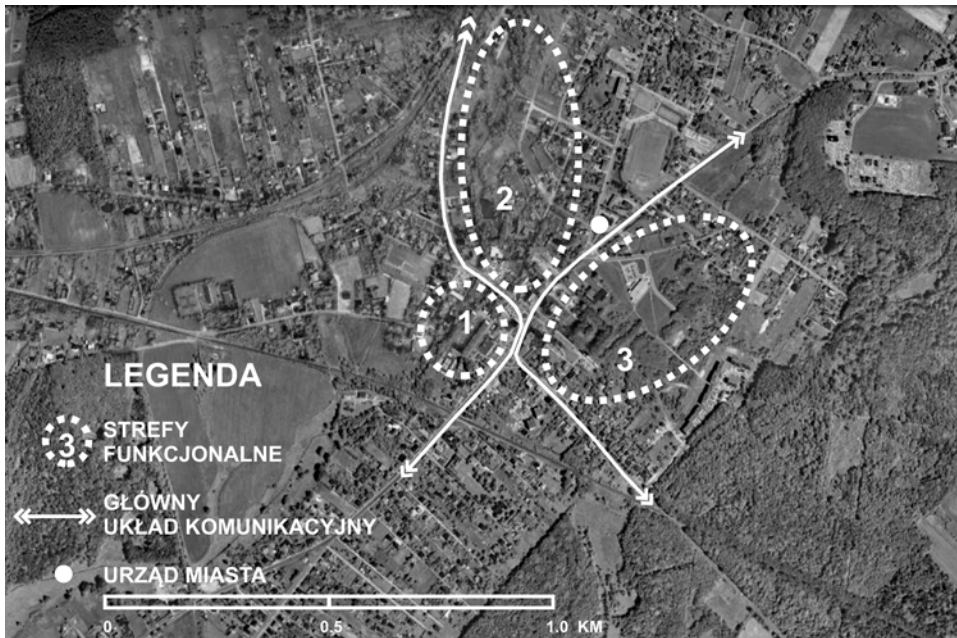 2
1
3
LEGENDA
3
STREFY
FUNKCJONALNE
GŁÓWNY
UKŁAD KOMUNIKACYJNY
URZĄD MIASTA
0. 0.5 1.0 KM